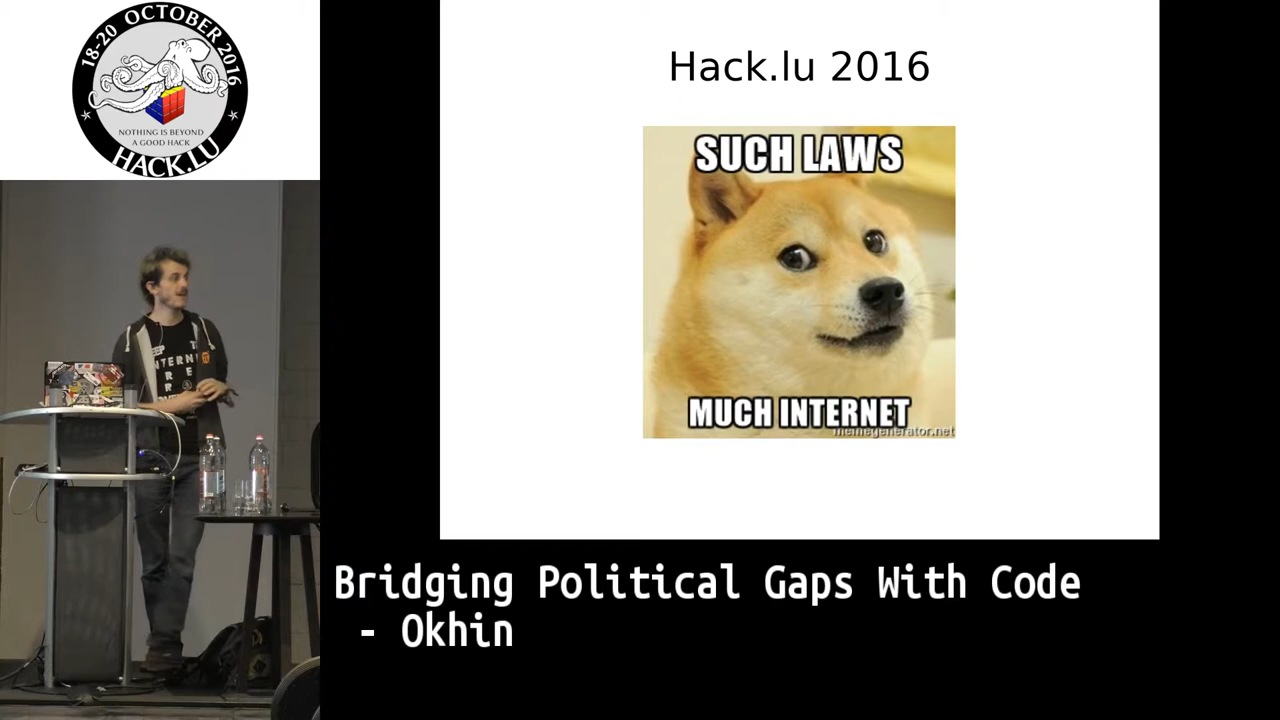 18-20 OCTOBER 2016
NOTHING IS BEYOND
A GOOD HACK
HACK.LU
Hack.lu 2016
SUCH LAWS
MUCH INTERNET
memegenerator.net
Bridging Political Gaps With Code
- Okhin